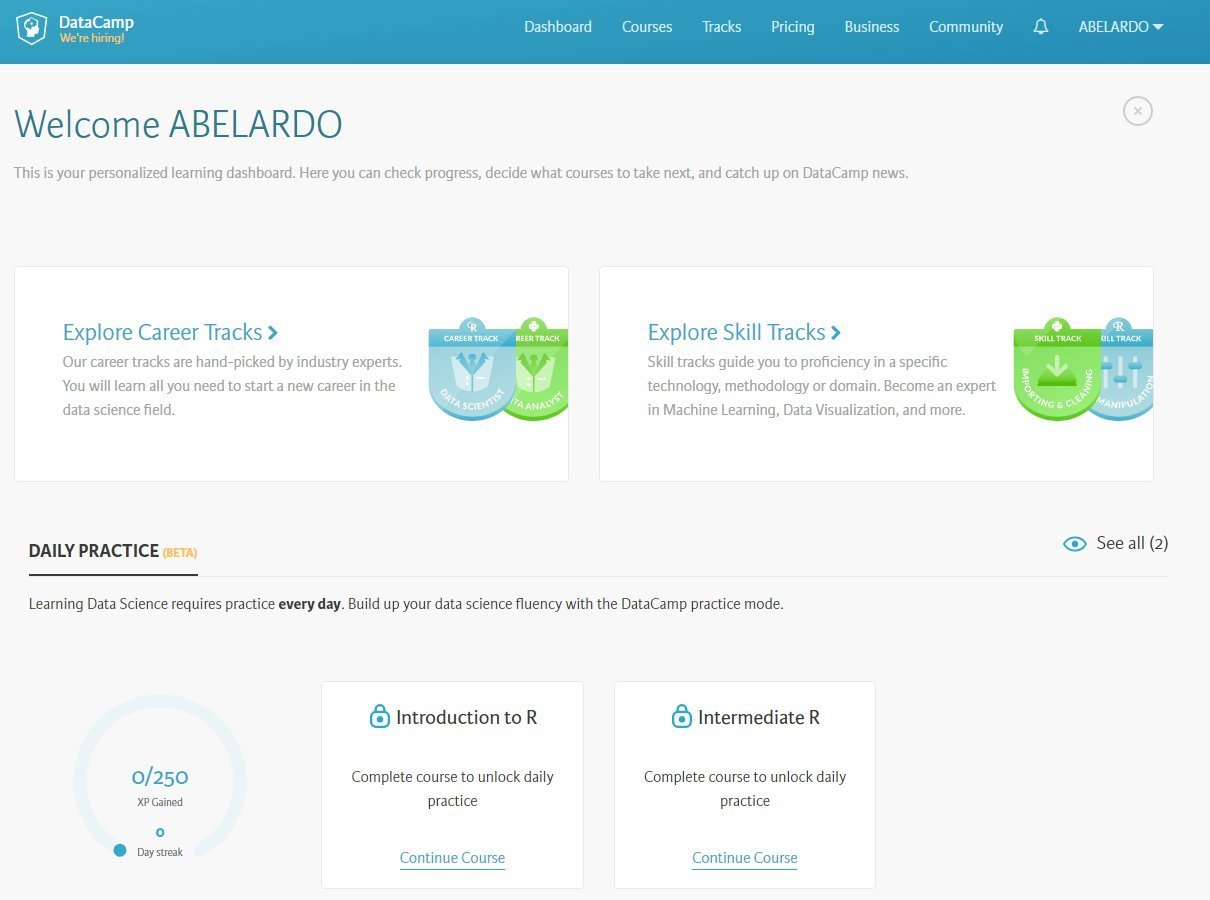 DataCamp
We're hiring!
Dashboard Courses Tracks Pricing Business Community ABELARDO
Welcome ABELARDO
This is your personalized learning dashboard. Here you can check progress, decide what courses to take next, and catch up on DataCamp news.
Explore Career Tracks
Our career tracks are hand-picked by industry experts.
You will learn all you need to start a new career in the
data science field.
R
CAREER TRACK
DATA SCIENTIST
REER TRACK
TA ANALYST
Explore Skill Tracks
Skill tracks guide you to proficiency in a specific
technology, methodology or domain. Become an expert
in Machine Learning, Data Visualization, and more.
SKILL TRACK
IMPORTING & CLEANING
R
KILL TRACK
MANIPULATION
DAILY PRACTICE (BETA)
See all (2)
Learning Data Science requires practice every day. Build up your data science fluency with the DataCamp practice mode.
0/250
XP Gained
0
Day streak
Introduction to R
Complete course to unlock daily
practice
Continue Course
Intermediate R
Complete course to unlock daily
practice
Continue Course